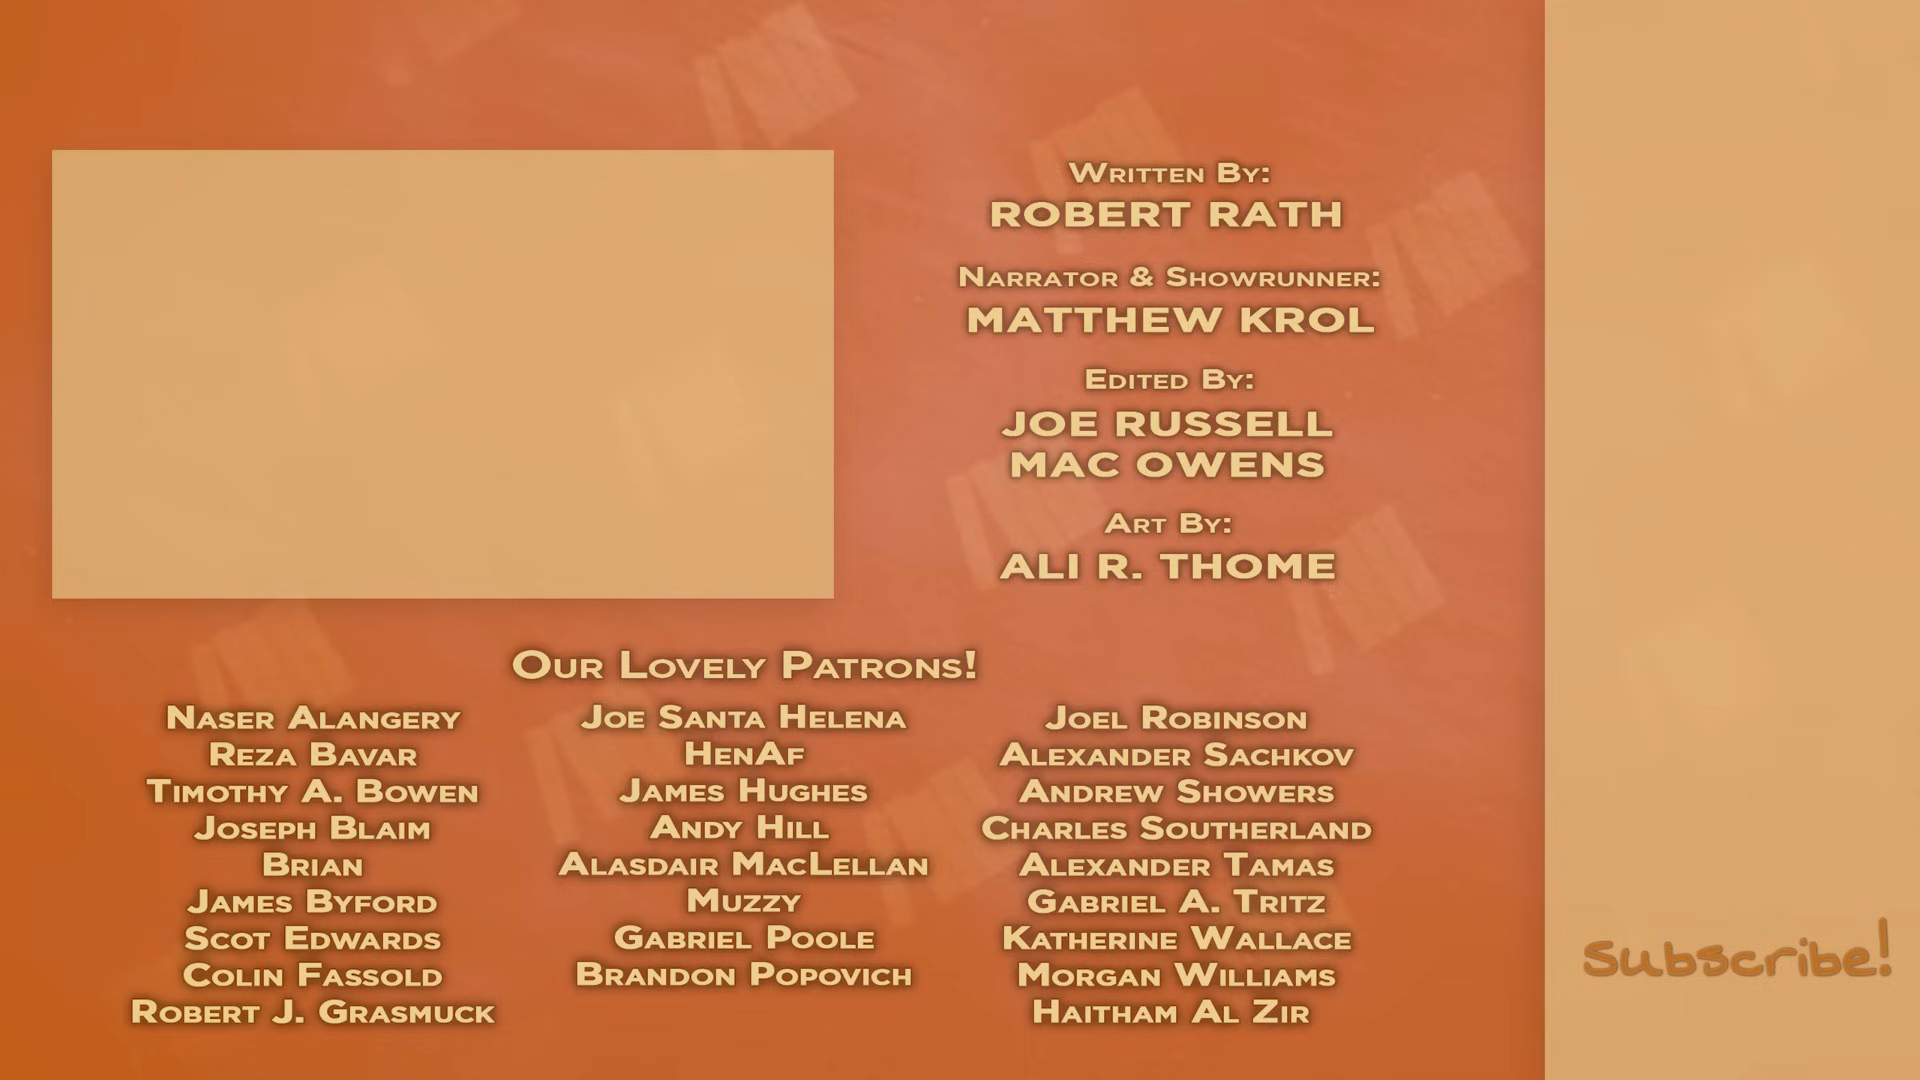 Written By:
ROBERT RATH
Narrator & Showrunner:
MATTHEW KROL
Edited By:
JOE RUSSELL
MAC OWENS
Art By:
ALI R. THOME
Our Lovely Patrons!
Naser Alangery
Reza Bavar
Timothy A. Bowen
Joseph Blaim
Brian
James Byford
Scot Edwards
Colin Fassold
Robert J. Grasmuck
Joe Santa Helena
HenAf
James Hughes
Andy Hill
Alasdair MacLellan
Muzzy
Gabriel Poole
Brandon Popovich
Joel Robinson
Alexander Sachkov
Andrew Showers
Charles Southerland
Alexander Tamas
Gabriel A. Tritz
Katherine Wallace
Morgan Williams
Haitham Al Zir
Subscribe!